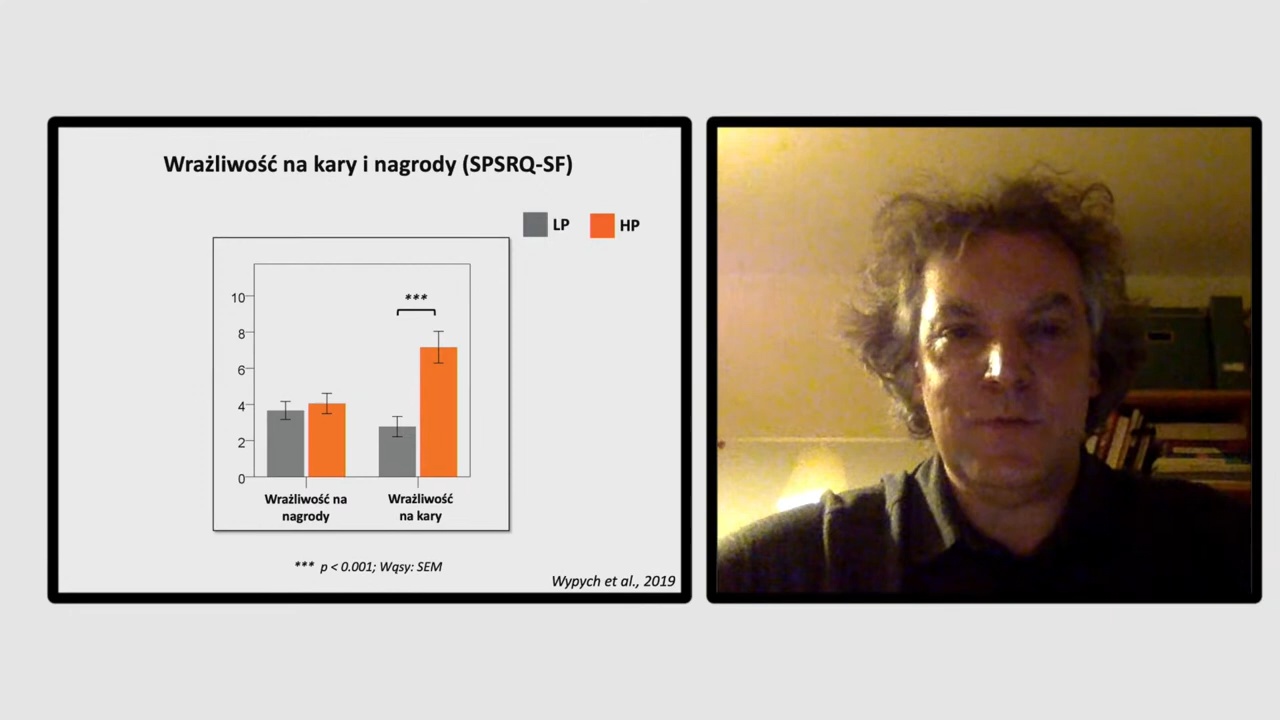 Wrażliwość na kary i nagrody (SPSRQ-SF)
LP
HP
10
8
6
4
2
0
***
Wrażliwość na
nagrody
Wrażliwość
na kary
*** p < 0.001; Wąsy: SEM
Wypych et al., 2019